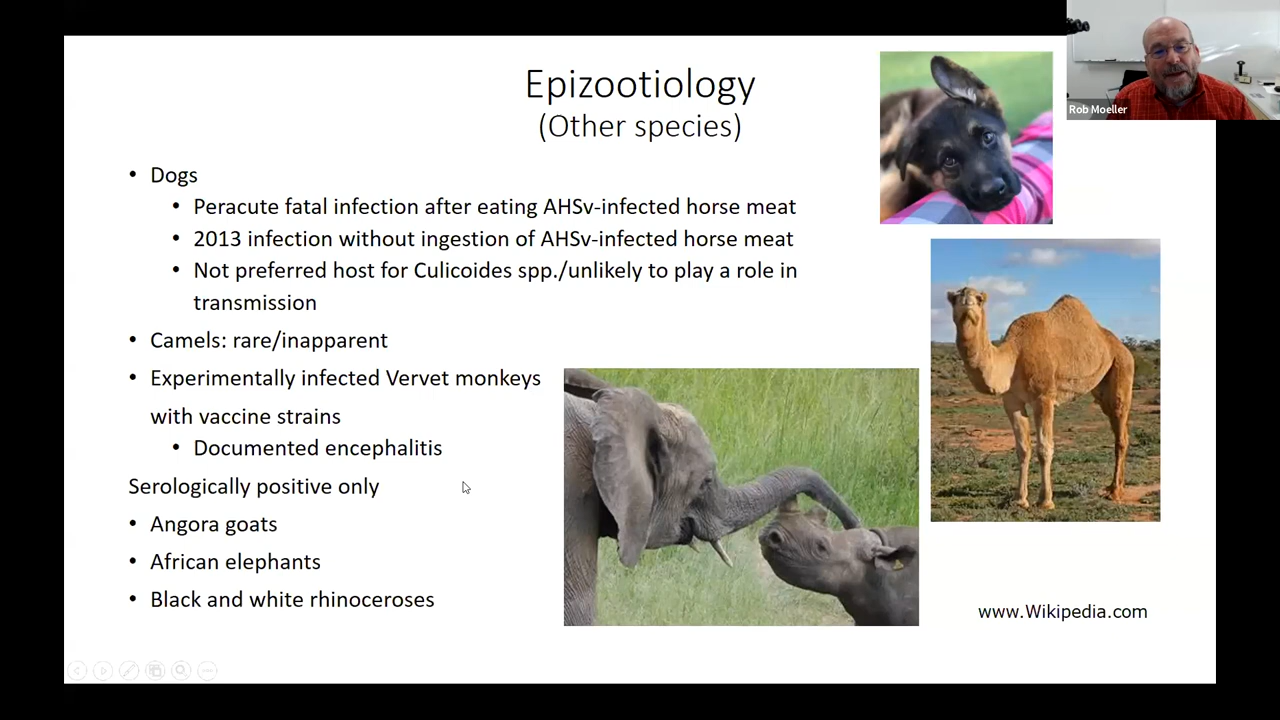 Epizootiology
(Other species)
Rob Moeller
• Dogs
• Peracute fatal infection after eating AHSv-infected horse meat
• 2013 infection without ingestion of AHSv-infected horse meat
• Not preferred host for Culicoides spp./unlikely to play a role in
transmission
• Camels: rare/inapparent
• Experimentally infected Vervet monkeys
with vaccine strains
• Documented encephalitis
Serologically positive only
• Angora goats
• African elephants
• Black and white rhinoceroses
www.Wikipedia.com